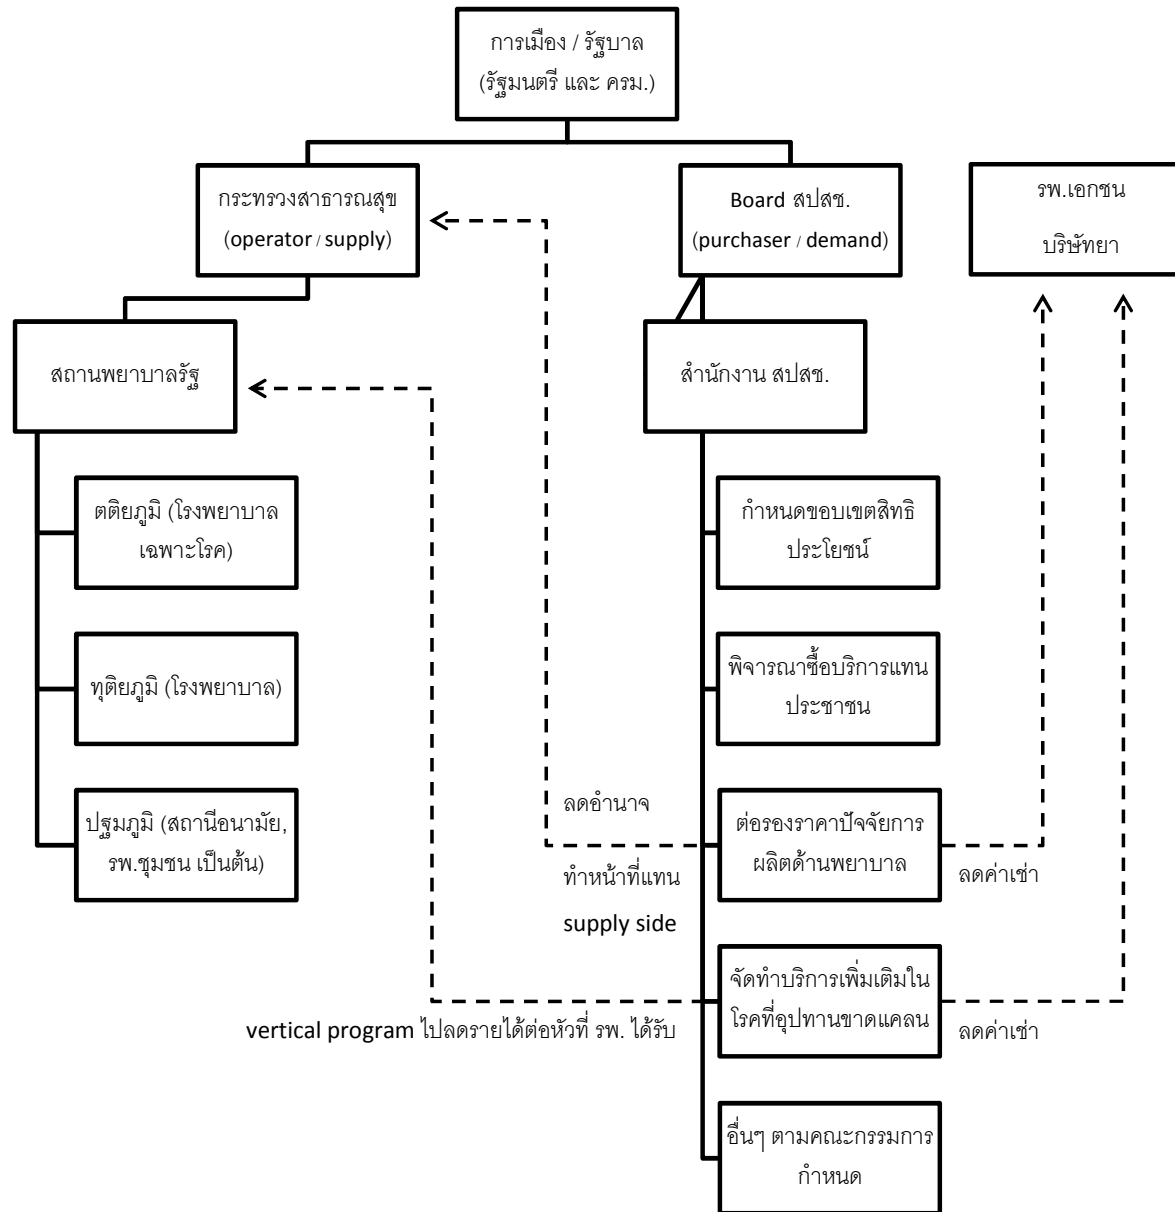 การเมือง / รัฐบาล
(รัฐมนตรี และ ครม.)
กระทรวงสาธารณสุข
(operator / supply)
Board สปสช.
(purchaser / demand)
รพ.เอกชน
บริษัทยา
สถานพยาบาลรัฐ
สำนักงาน สปสช.
ตติยภูมิ (โรงพยาบาล
เฉพาะโรค)
กำหนดขอบเขตสิทธิ
ประโยชน์
ทุติยภูมิ (โรงพยาบาล)
พิจารณาซื้อบริการแทน
ประชาชน
ปฐมภูมิ (สถานีอนามัย,
รพ.ชุมชน เป็นต้น)
ลดอำนาจ
ทำหน้าที่แทน
supply side
ต่อรองราคาปัจจัยการ
ผลิตด้านพยาบาล
ลดค่าเช่า
vertical program ไปลดรายได้ต่อหัวที่ รพ. ได้รับ
จัดทำบริการเพิ่มเติมใน
โรคที่อุปทานขาดแคลน
ลดค่าเช่า
อื่นๆ ตามคณะกรรมการ
กำหนด